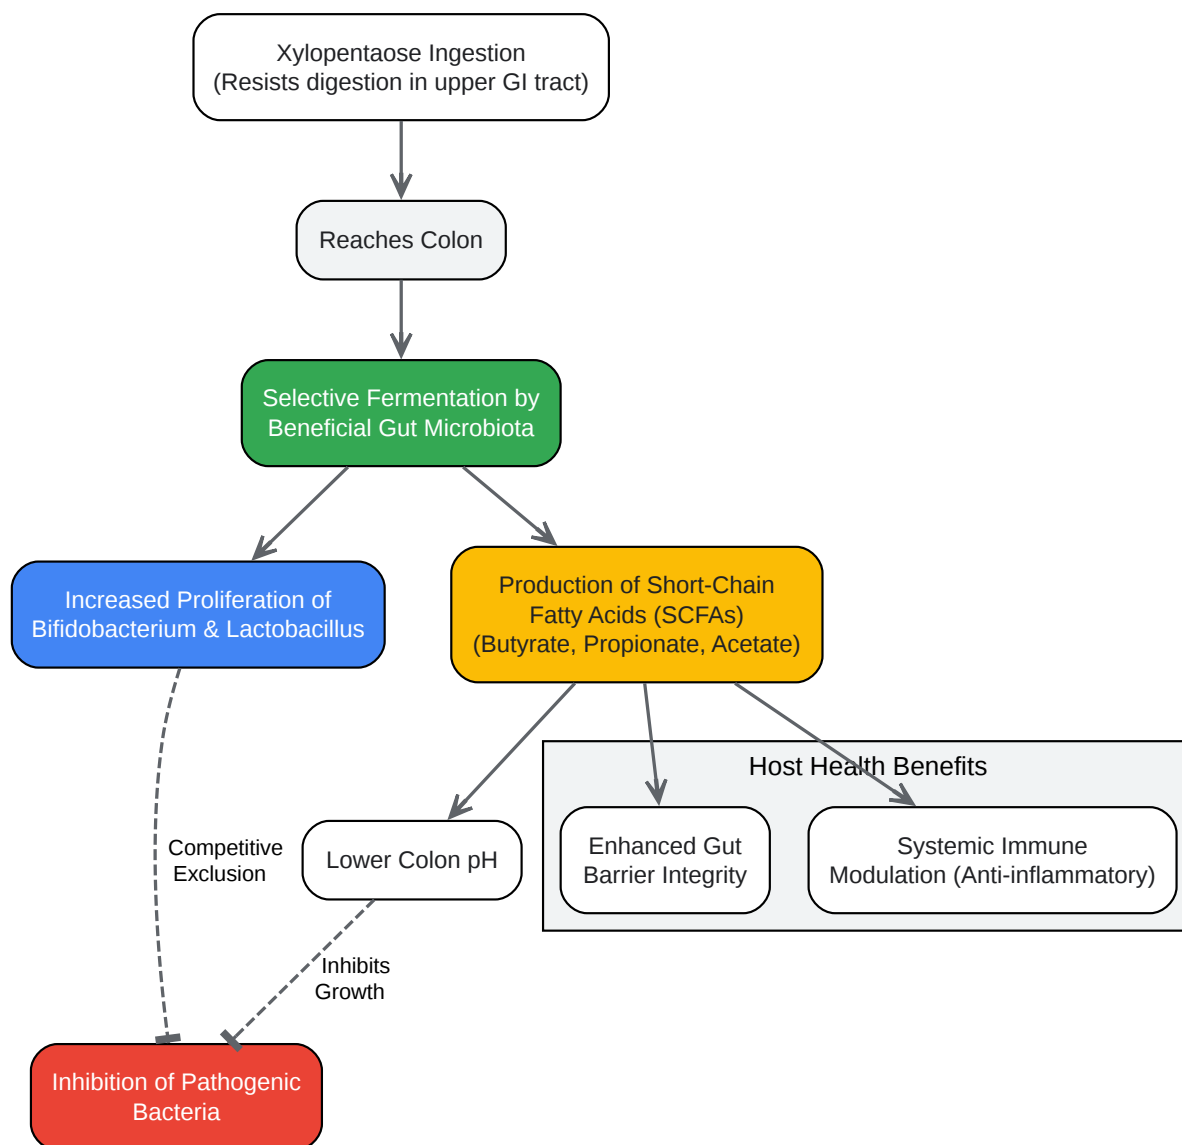 Xylopentaose Ingestion
(Resists digestion in upper GI tract)
Reaches Colon
Selective Fermentation by
Beneficial Gut Microbiota
Increased Proliferation of
Bifidobacterium & Lactobacillus
Production of Short-Chain
Fatty Acids (SCFAs)
(Butyrate, Propionate, Acetate)
Host Health Benefits
Competitive
Exclusion
Lower Colon pH
Enhanced Gut
Barrier Integrity
Systemic Immune
Modulation (Anti-inflammatory)
Inhibits
Growth
Inhibition of Pathogenic
Bacteria